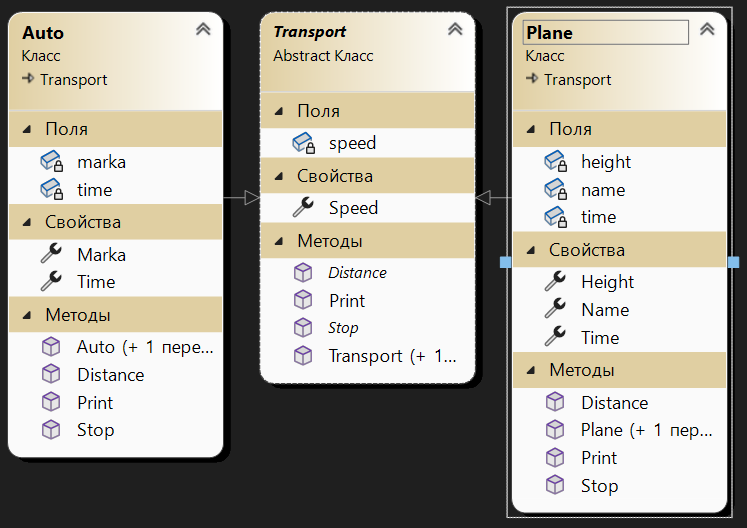 Auto
Класс
Transport
Поля
marka
time
Свойства
Marka
Time
Методы
Auto (+ 1 пере...
Distance
Print
Stop
Transport
Abstract Класс
Поля
speed
Свойства
Speed
Методы
Distance
Print
Stop
Transport (+ 1...
Plane
Класс
Transport
Поля
height
name
time
Свойства
Height
Name
Time
Методы
Distance
Plane (+ 1 пер...
Print
Stop